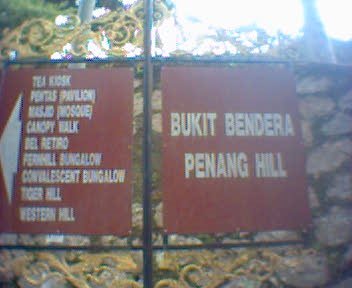 TEA KIOSK
PENTAS (PAVILION)
MASJID (MOSQUE)
CANOPY WALK
BEL RETIRO
FERNHILL BUNGALOW
CONVALESCENT BUNGALOW
TIGER HILL
WESTERN HILL
BUKIT BENDERA
PENANG HILL